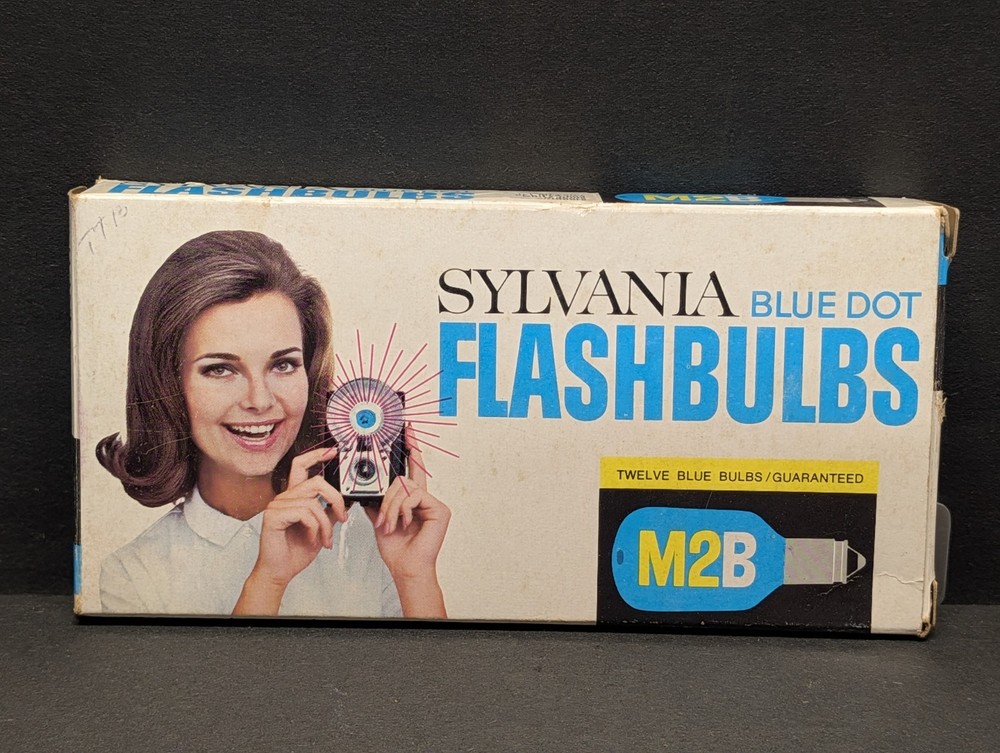 FLASHBULBS
M2B
SYLVANIA BLUE DOT
FLASHBULBS
TWELVE BLUE BULBS/GUARANTEED
M2B